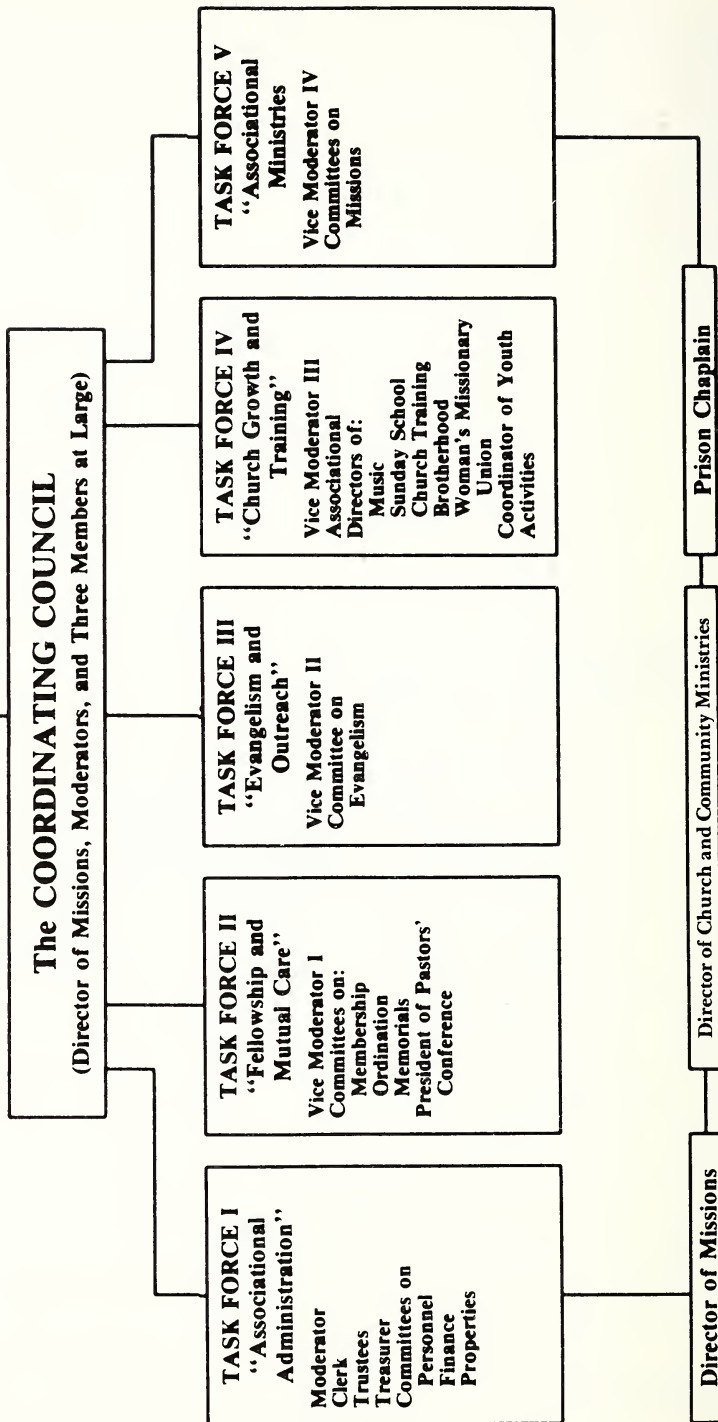 The COORDINATING COUNCIL
(Director of Missions, Moderators, and Three Members at Large)
TASK FORCE I
“Associational
Administration”
Moderator
Clerk
Trustees
Treasurer
Committees on
Personnel
Finance
Properties
TASK FORCE II
“Fellowship and
Mutual Care”
Vice Moderator I
Committees on:
Membership
Ordination
Memorials
President of Pastors’
Conference
TASK FORCE III
“Evangelism and
Outreach”
Vice Moderator II
Committee on
Evangelism
TASK FORCE IV
“Church Growth and
Training”
Vice Moderator III
Associational
Directors of:
Music
Sunday School
Church Training
Brotherhood
Woman’s Missionary
Union
Coordinator of Youth
Activities
TASK FORCE V
“Associational
Ministries
Vice Moderator IV
Committees on
Missions
Director of Missions
Director of Church and Community Ministries
Prison Chaplain